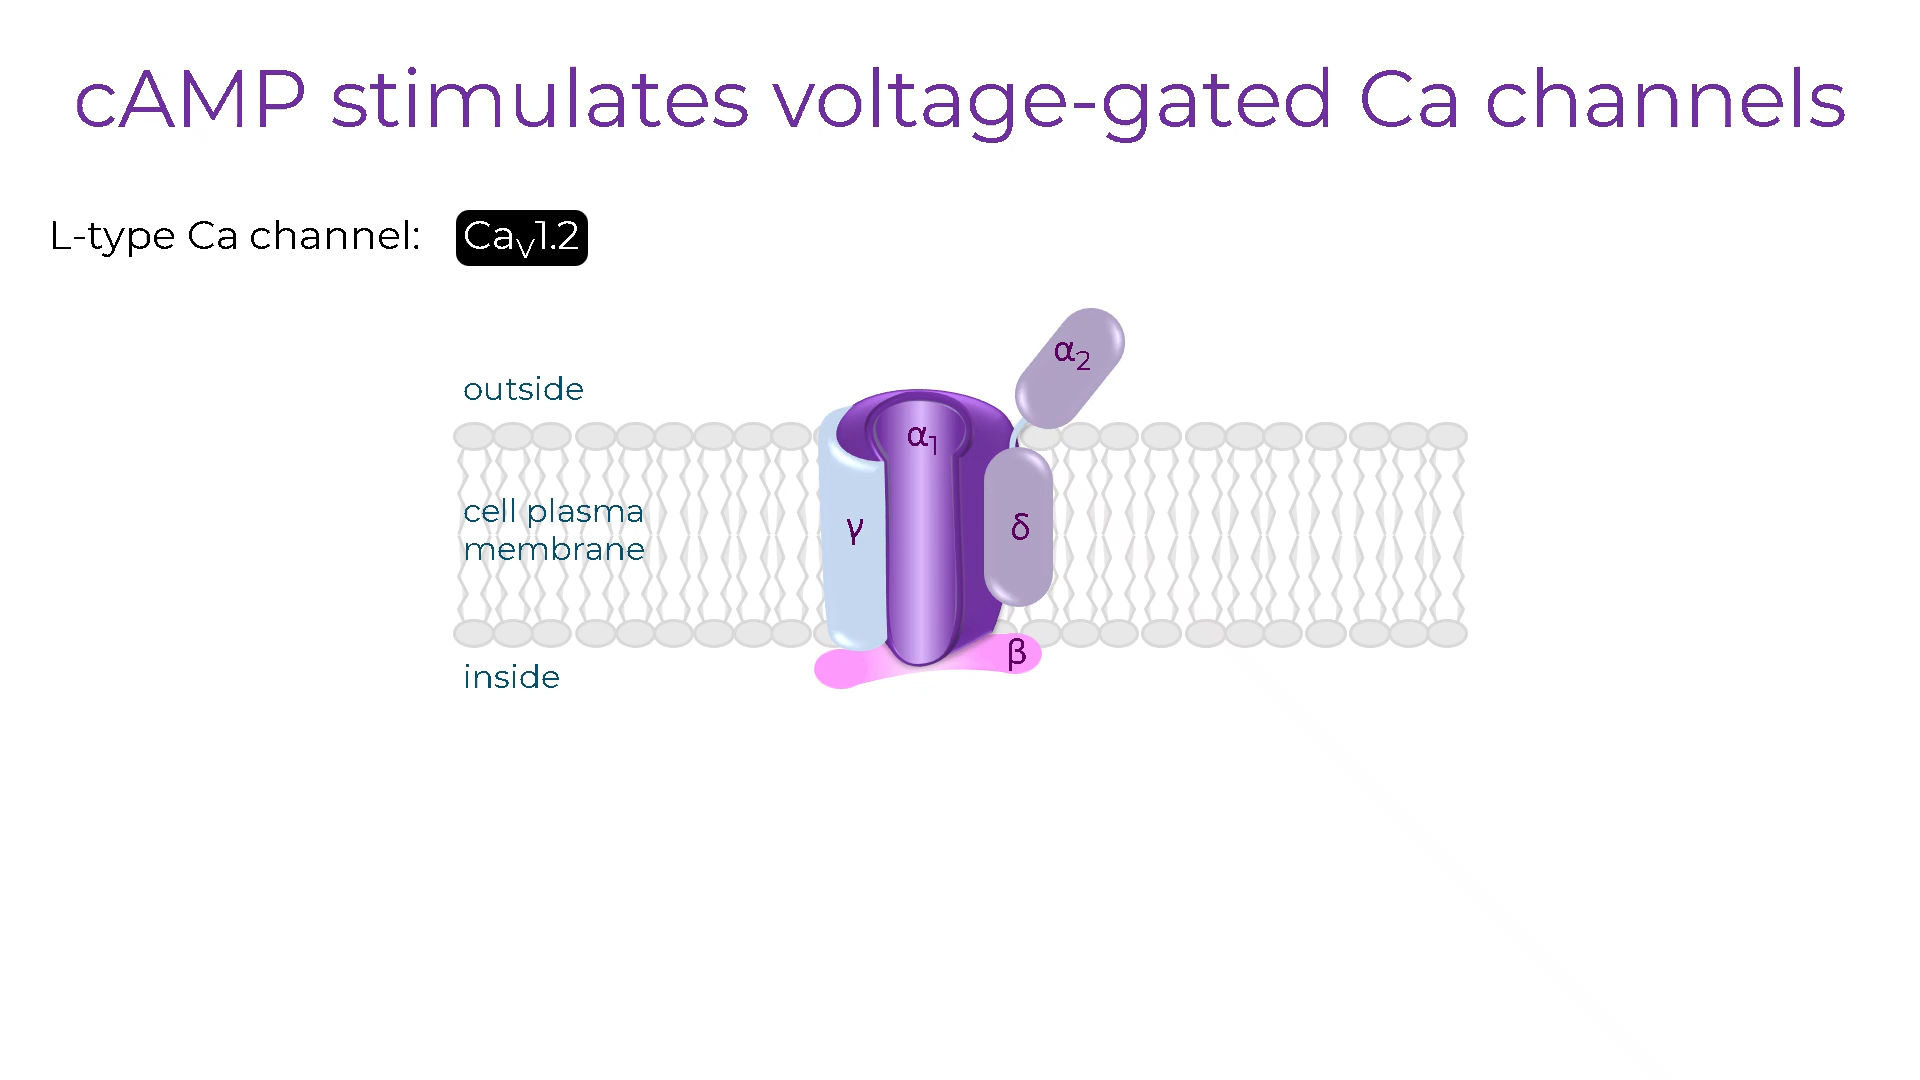 cAMP stimulates voltage-gated Ca channels
L-type Ca channel: CaV1.2
α2
outside
α1
cell plasma
membrane
γ
δ
β
inside